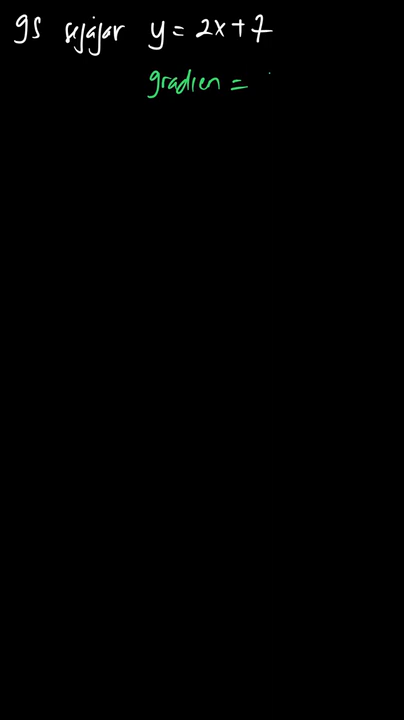 gs sejajar y = 2x + 7
gradien =